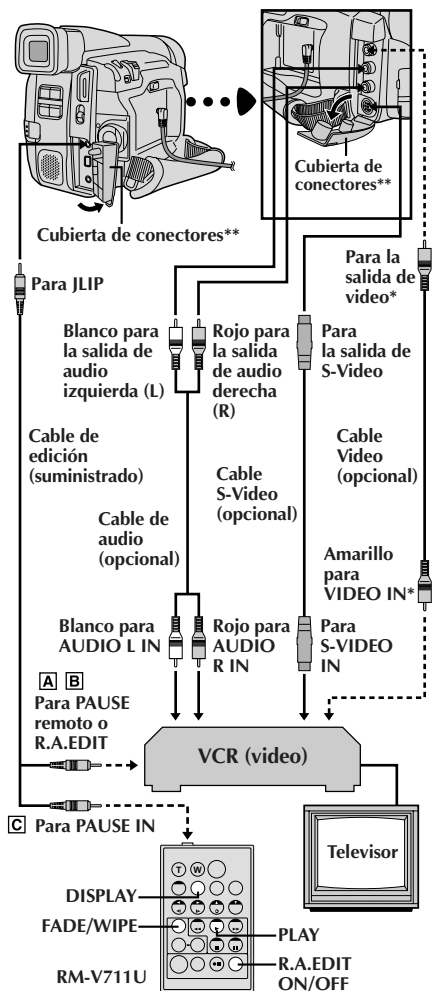 Cubierta de
conectores**
Cubierta de conectores**
Para JLIP
Para la
salida de
video*
Blanco para
la salida de
audio
izquierda (L)
Rojo para
la salida
de audio
derecha
(R)
Para
la salida de
S-Video
Cable de
edición
(suministrado)
Cable de
audio
(opcional)
Cable
S-Video
(opcional)
Cable
Video
(opcional)
Amarillo
para
VIDEO IN*
Blanco para
AUDIO L IN
Rojo para
AUDIO
R IN
Para
S-VIDEO
IN
A B
Para PAUSE
remoto o
R.A.EDIT
VCR (video)
C Para PAUSE IN
Televisor
T W
DISPLAY
FADE/WIPE
PLAY
R.A.EDIT
ON/OFF
RM-V711U